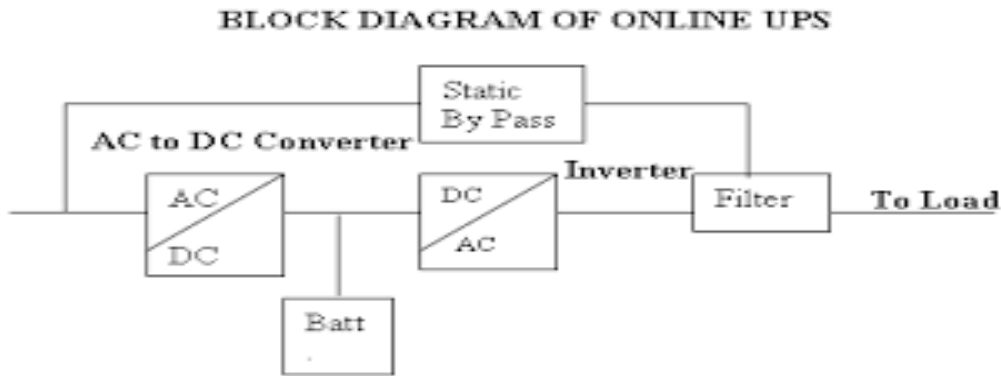 BLOCK DIAGRAM OF ONLINE UPS
Static
By Pass
AC to DC Converter
AC
DC
DC
AC
Inverter
Filter
To Load
Batt
.